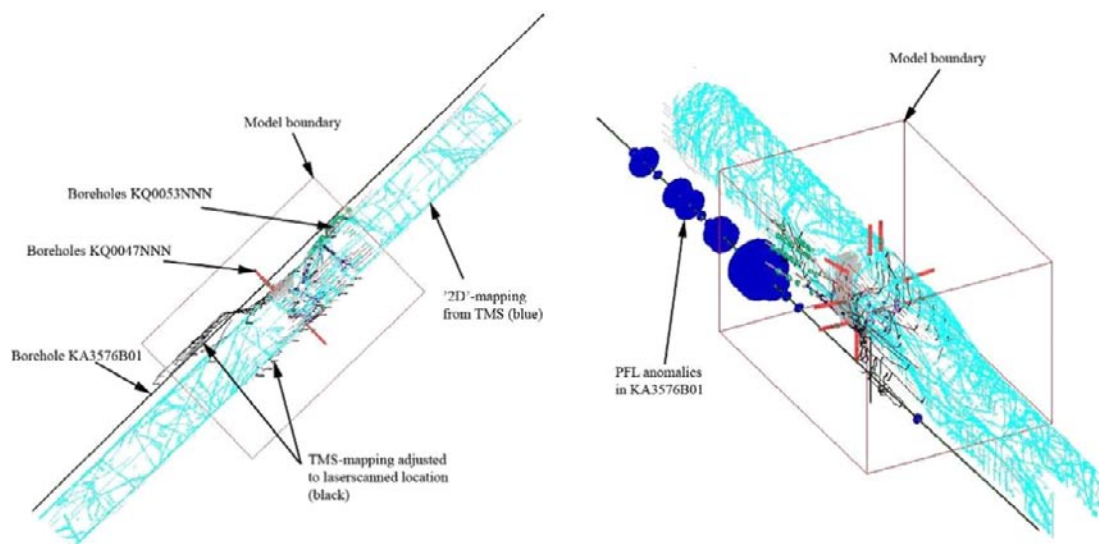 Model boundary
Boreholes KQ0053NNN
Boreholes KQ0047NNN
'2D'-mapping
from TMS (blue)
Borehole KA3576B01
TMS-mapping adjusted
to laserscanned location
(black)
Model boundary
PFL anomalies
in KA3576B01